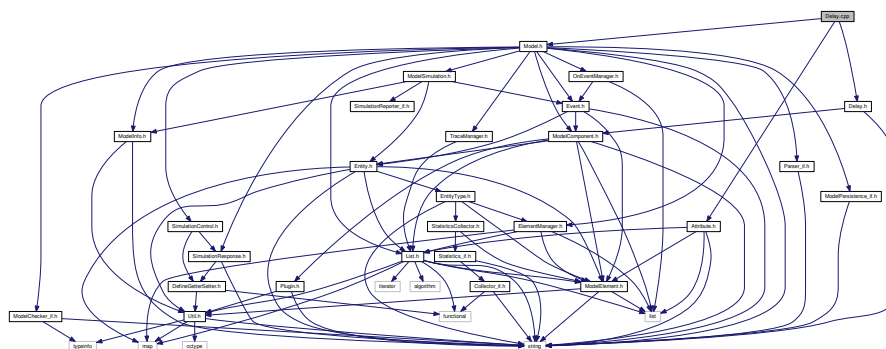 Delay.cpp
Model.h
ModelSimulation.h
OnEventManager.h
SimulationReporter_if.h
Event.h
Delay.h
ModelInfo.h
TraceManager.h
ModelComponent.h
Entity.h
Parser_if.h
EntityType.h
ModelPersistence_if.h
SimulationControl.h
StatisticsCollector.h
ElementManager.h
Attribute.h
SimulationResponse.h
List.h
Statistics_if.h
DefineGetterSetter.h
Plugin.h
iterator
algorithm
Collector_if.h
ModelElement.h
ModelChecker_if.h
Util.h
functional
list
typeinfo
map
cctype
string